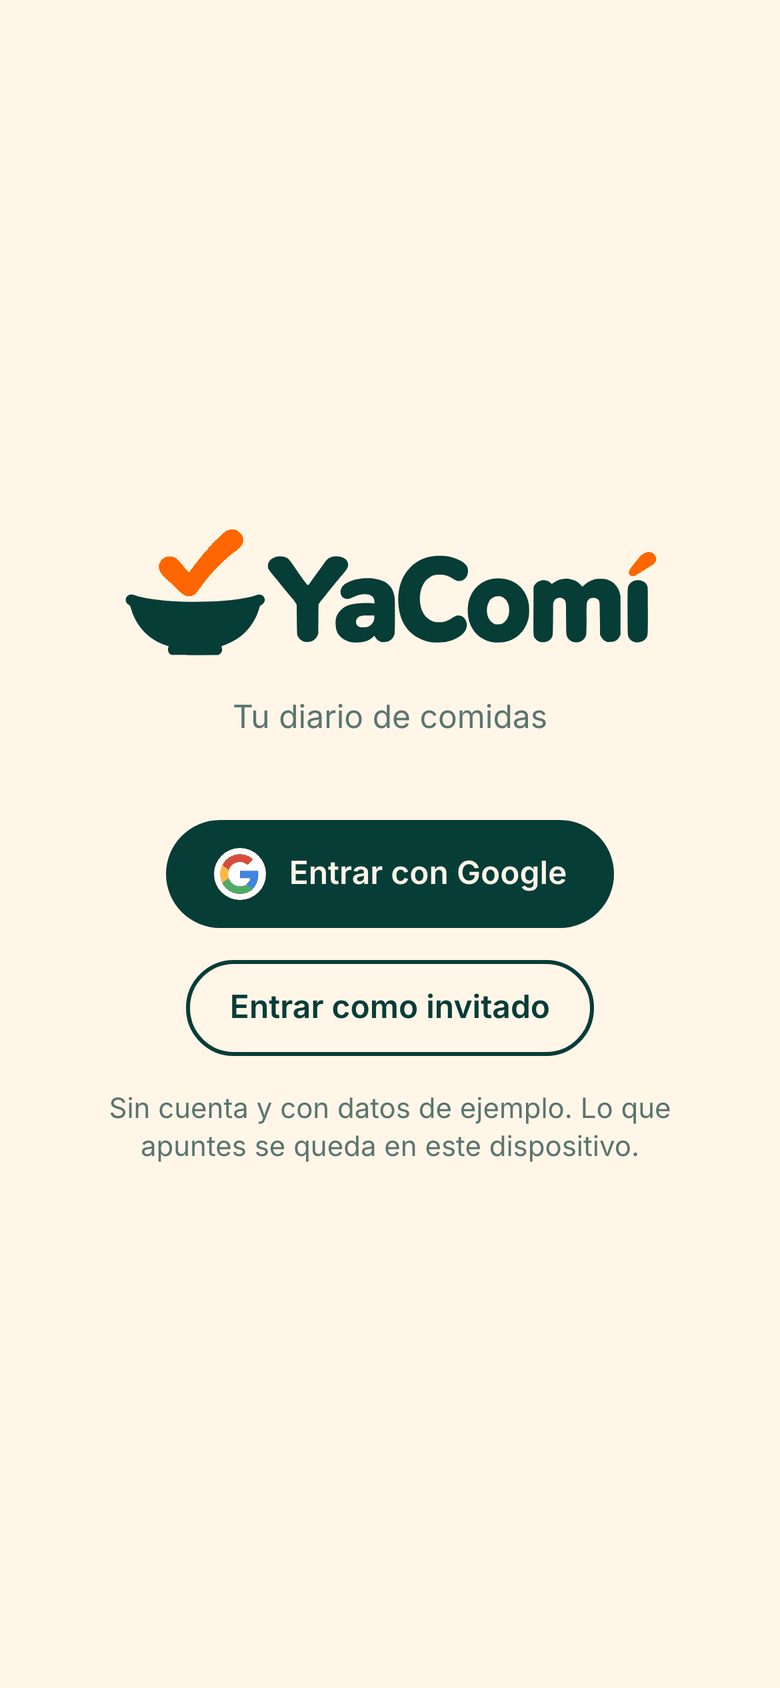 YaComí
Tu diario de comidas
Entrar con Google
Entrar como invitado
Sin cuenta y con datos de ejemplo. Lo que
apuntes se queda en este dispositivo.